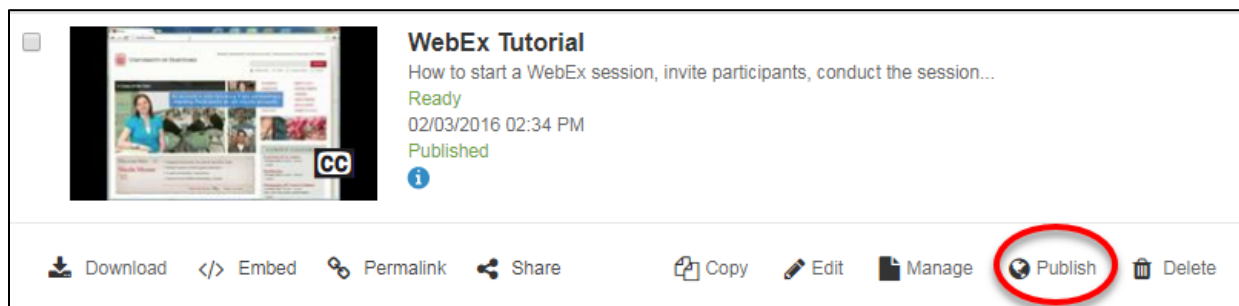 WebEx Tutorial
How to start a WebEx session, invite participants, conduct the session...
Ready
02/03/2016 02:34 PM
Published
CC
Download Embed Permalink Share Copy Edit Manage Publish Delete